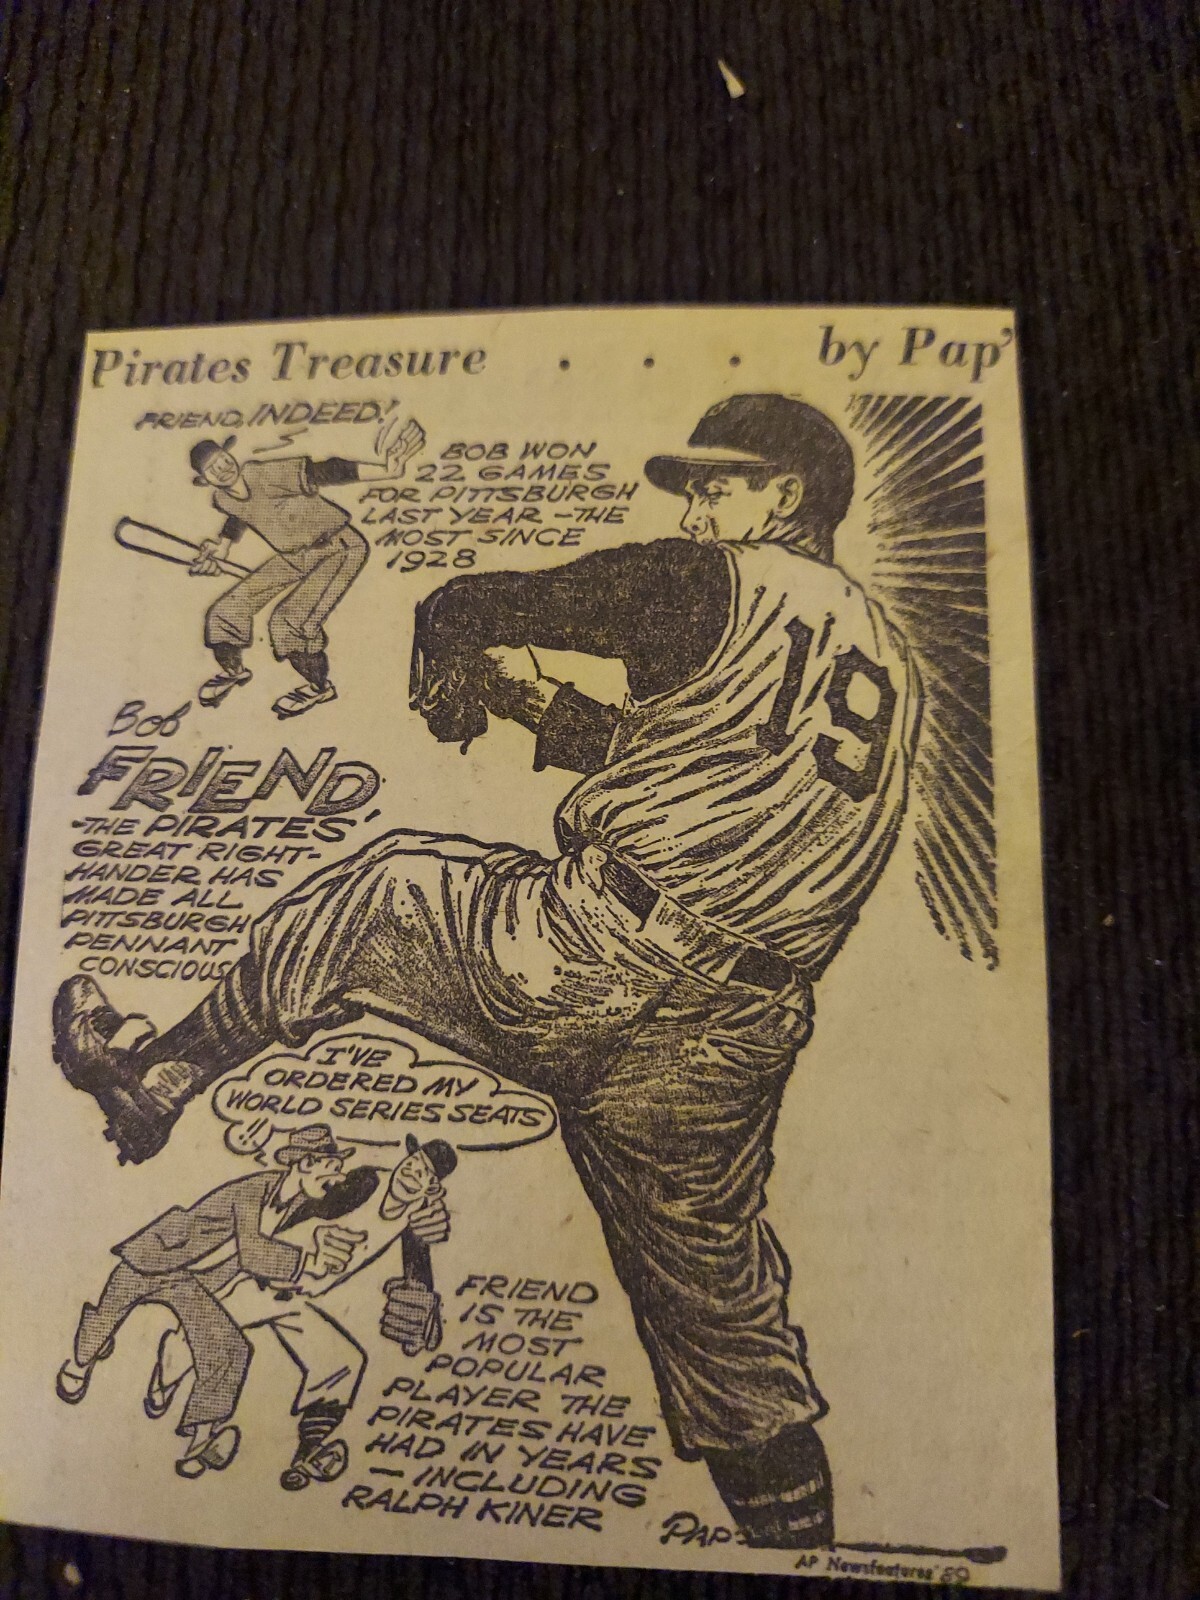 Pirates Treasure . . . by Pap'
FRIEND, INDEED!
BOB WON
22 GAMES
FOR PITTSBURGH
LAST YEAR — THE
MOST SINCE
1928
19
Bob
FRIEND
-THE PIRATES'
GREAT RIGHT-
HANDER HAS
MADE ALL
PITTSBURGH
PENNANT
CONSCIOUS
I'VE
ORDERED MY
WORLD SERIES SEATS
!!
FRIEND
IS THE
MOST
POPULAR
PLAYER THE
PIRATES HAVE
HAD IN YEARS
— INCLUDING
RALPH KINER
PAP
AP Newsfeatures '59